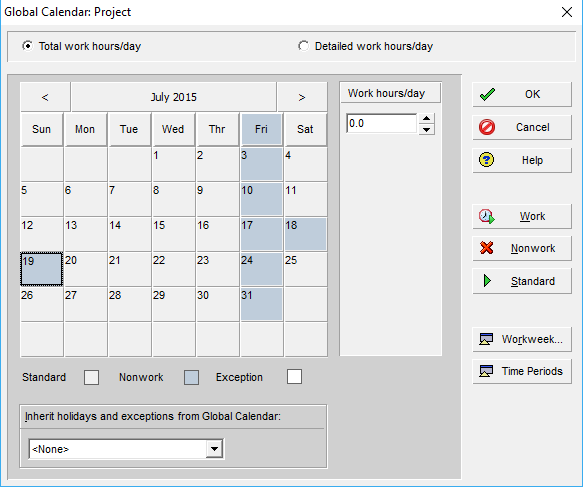 Global Calendar: Project
Total work hours/day Detailed work hours/day
< July 2015 >
Sun Mon Tue Wed Thr Fri Sat
1 2 3 4
5 6 7 8 9 10 11
12 13 14 15 16 17 18
19 20 21 22 23 24 25
26 27 28 29 30 31
Standard Nonwork Exception
Inherit holidays and exceptions from Global Calendar:
<None>
Work hours/day
0.0
OK
Cancel
Help
Work
Nonwork
Standard
Workweek...
Time Periods